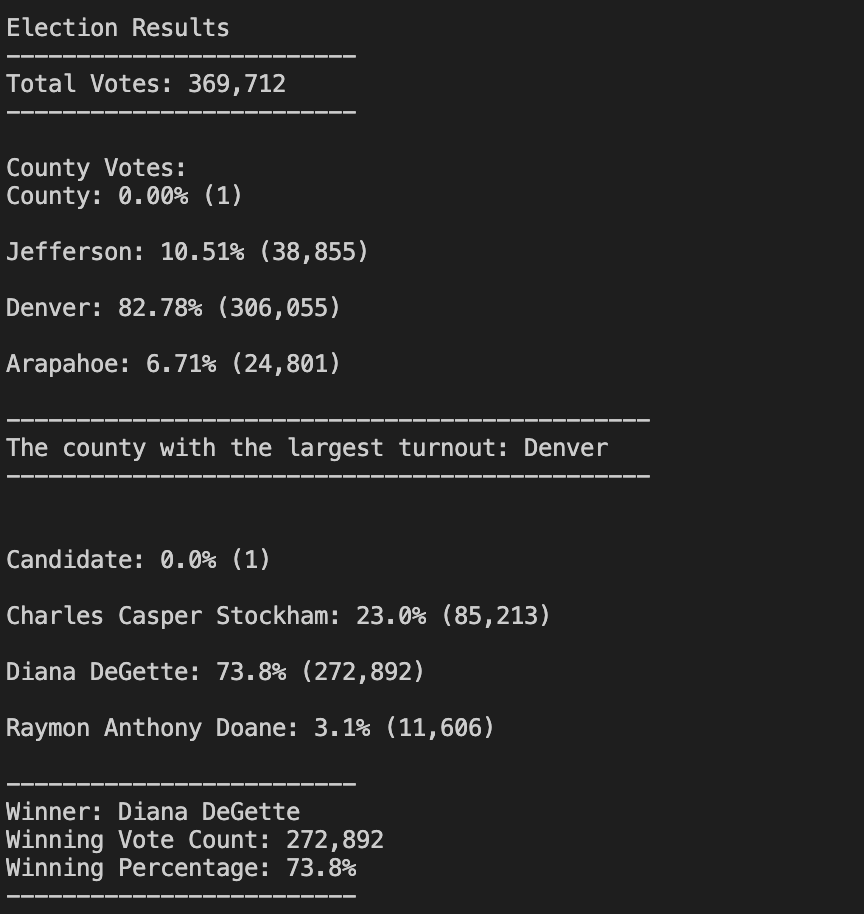 Election Results
-------------------------
Total Votes: 369,712
-------------------------
County Votes:
County: 0.00% (1)
Jefferson: 10.51% (38,855)
Denver: 82.78% (306,055)
Arapahoe: 6.71% (24,801)
----------------------------------------------
The county with the largest turnout: Denver
----------------------------------------------
Candidate: 0.0% (1)
Charles Casper Stockham: 23.0% (85,213)
Diana DeGette: 73.8% (272,892)
Raymon Anthony Doane: 3.1% (11,606)
-------------------------
Winner: Diana DeGette
Winning Vote Count: 272,892
Winning Percentage: 73.8%
-------------------------